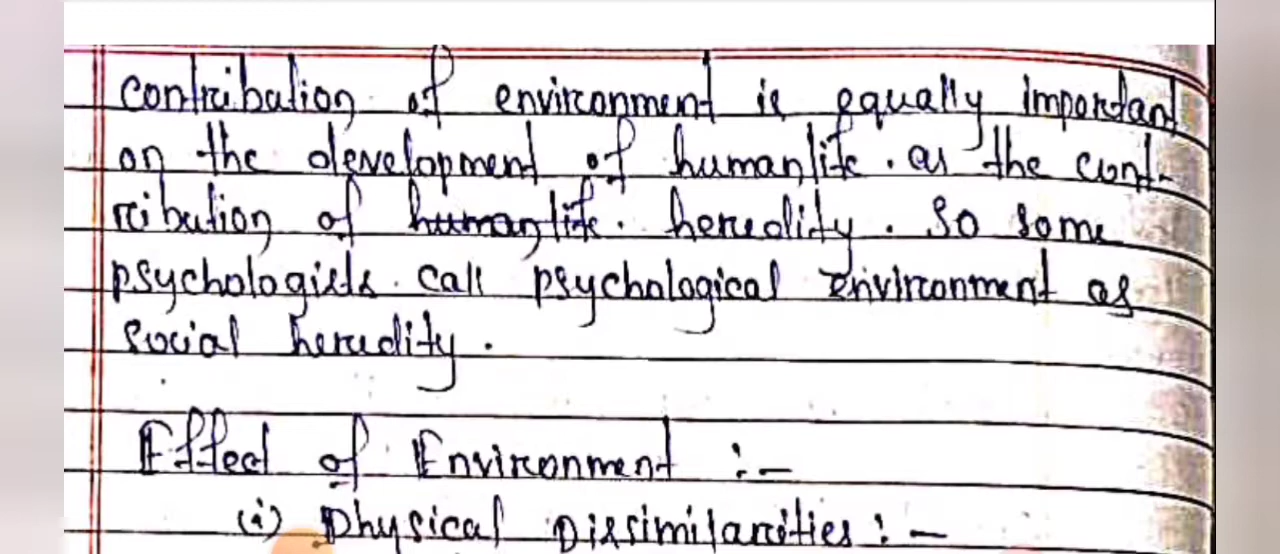 contribution of environment is equally important
on the development of humanlife. as the cont-
ribution of humanlife. heredity. So some
psychologists. call psychological Environment as
social heredity.
Effect of Environment :-
(i) Physical Dissimilarities :-